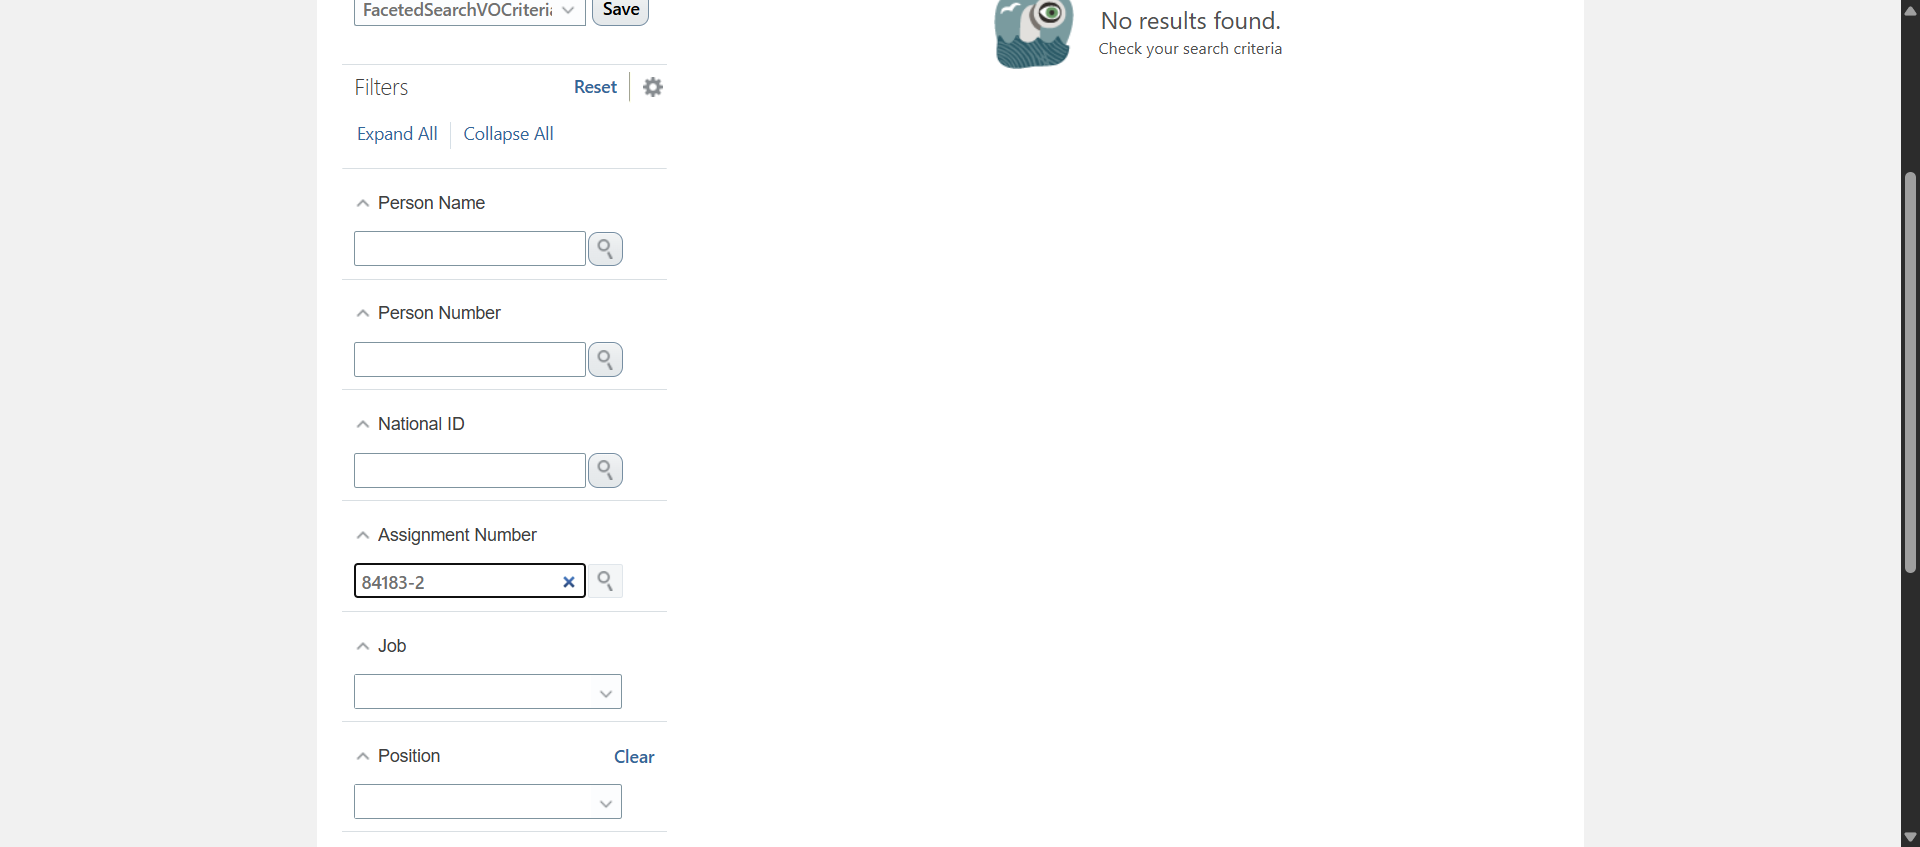 FacetedSearchVOCriteria
Save
No results found.
Check your search criteria
Filters
Reset
Expand All
Collapse All
Person Name
Person Number
National ID
Assignment Number
84183-2
Job
Position
Clear